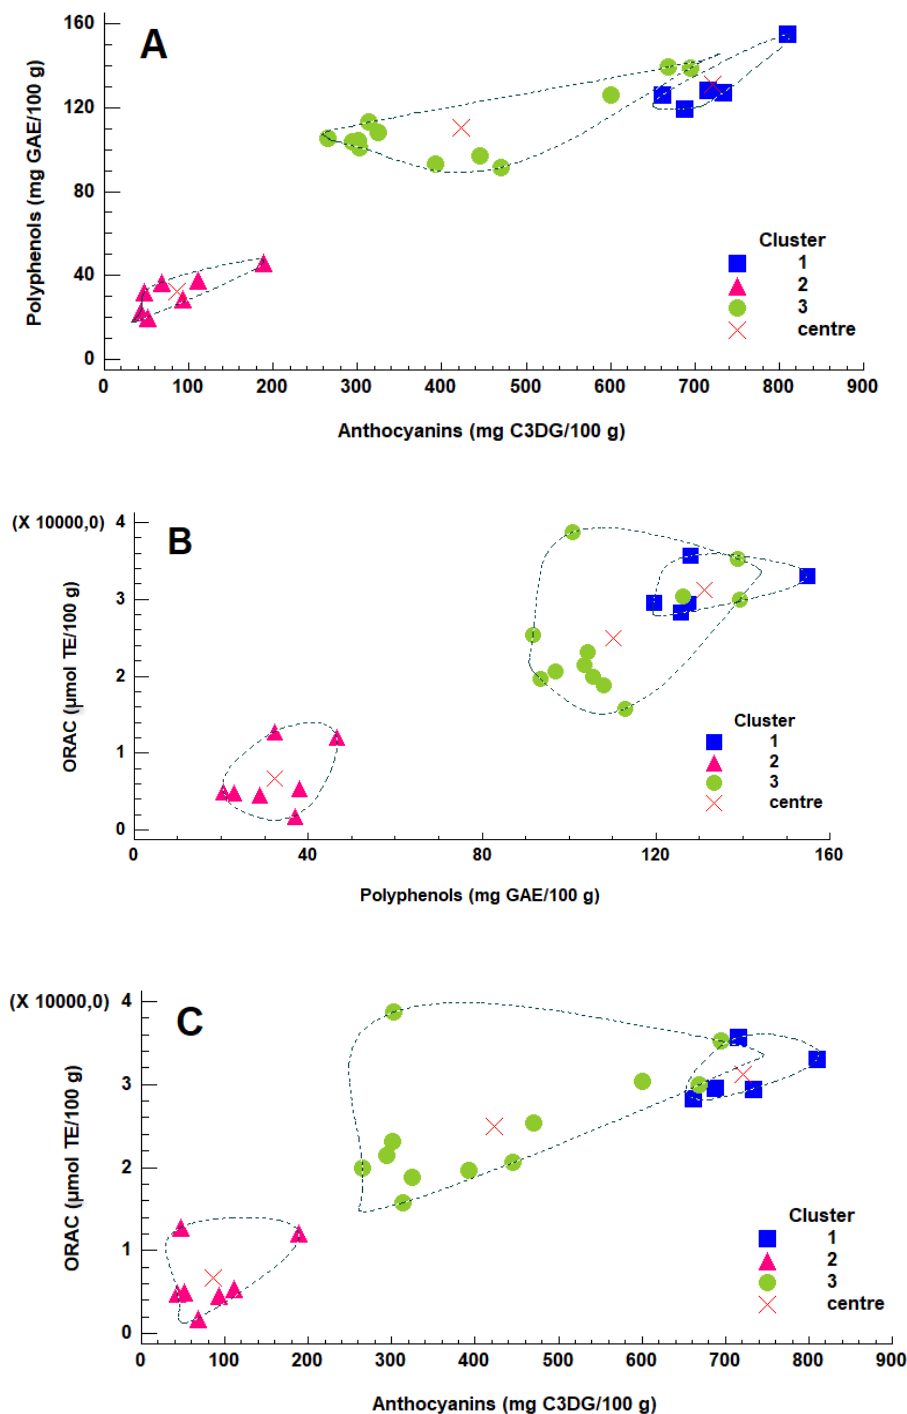 A
160
120
80
40
0
Polyphenols (mg GAE/100 g)
Cluster
1
2
3
centre
0 100 200 300 400 500 600 700 800 900
Anthocyanins (mg C3DG/100 g)
(X 10000,0)
B
4
3
2
1
0
ORAC (µmol TE/100 g)
Cluster
1
2
3
centre
0 40 80 120 160
Polyphenols (mg GAE/100 g)
(X 10000,0)
C
4
3
2
1
0
ORAC (µmol TE/100 g)
Cluster
1
2
3
centre
0 100 200 300 400 500 600 700 800 900
Anthocyanins (mg C3DG/100 g)